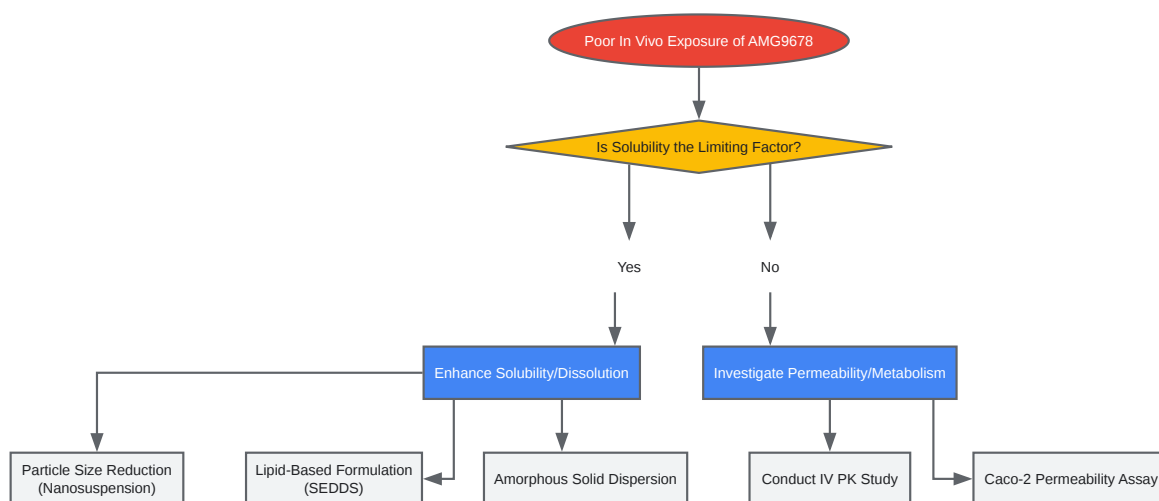 Poor In Vivo Exposure of AMG9678
Is Solubility the Limiting Factor?
Yes
No
Enhance Solubility/Dissolution
Investigate Permeability/Metabolism
Particle Size Reduction
(Nanosuspension)
Lipid-Based Formulation
(SEDDS)
Amorphous Solid Dispersion
Conduct IV PK Study
Caco-2 Permeability Assay